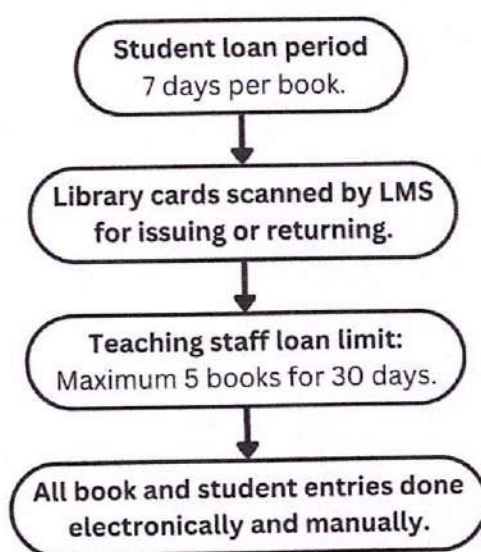 Student loan period
7 days per book.
Library cards scanned by LMS
for issuing or returning.
Teaching staff loan limit:
Maximum 5 books for 30 days.
All book and student entries done
electronically and manually.